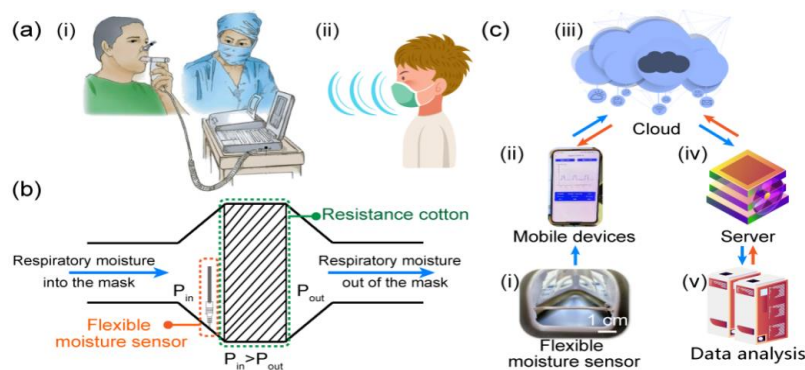 (a) (i) (ii)
(b)
Resistance cotton
Respiratory moisture
into the mask
P_in
P_out
Respiratory moisture
out of the mask
Flexible
moisture sensor
P_in>P_out
(c) (iii)
Cloud
(ii) (iv)
Mobile devices Server
(i) (v)
1 cm
Flexible
moisture sensor
Data analysis